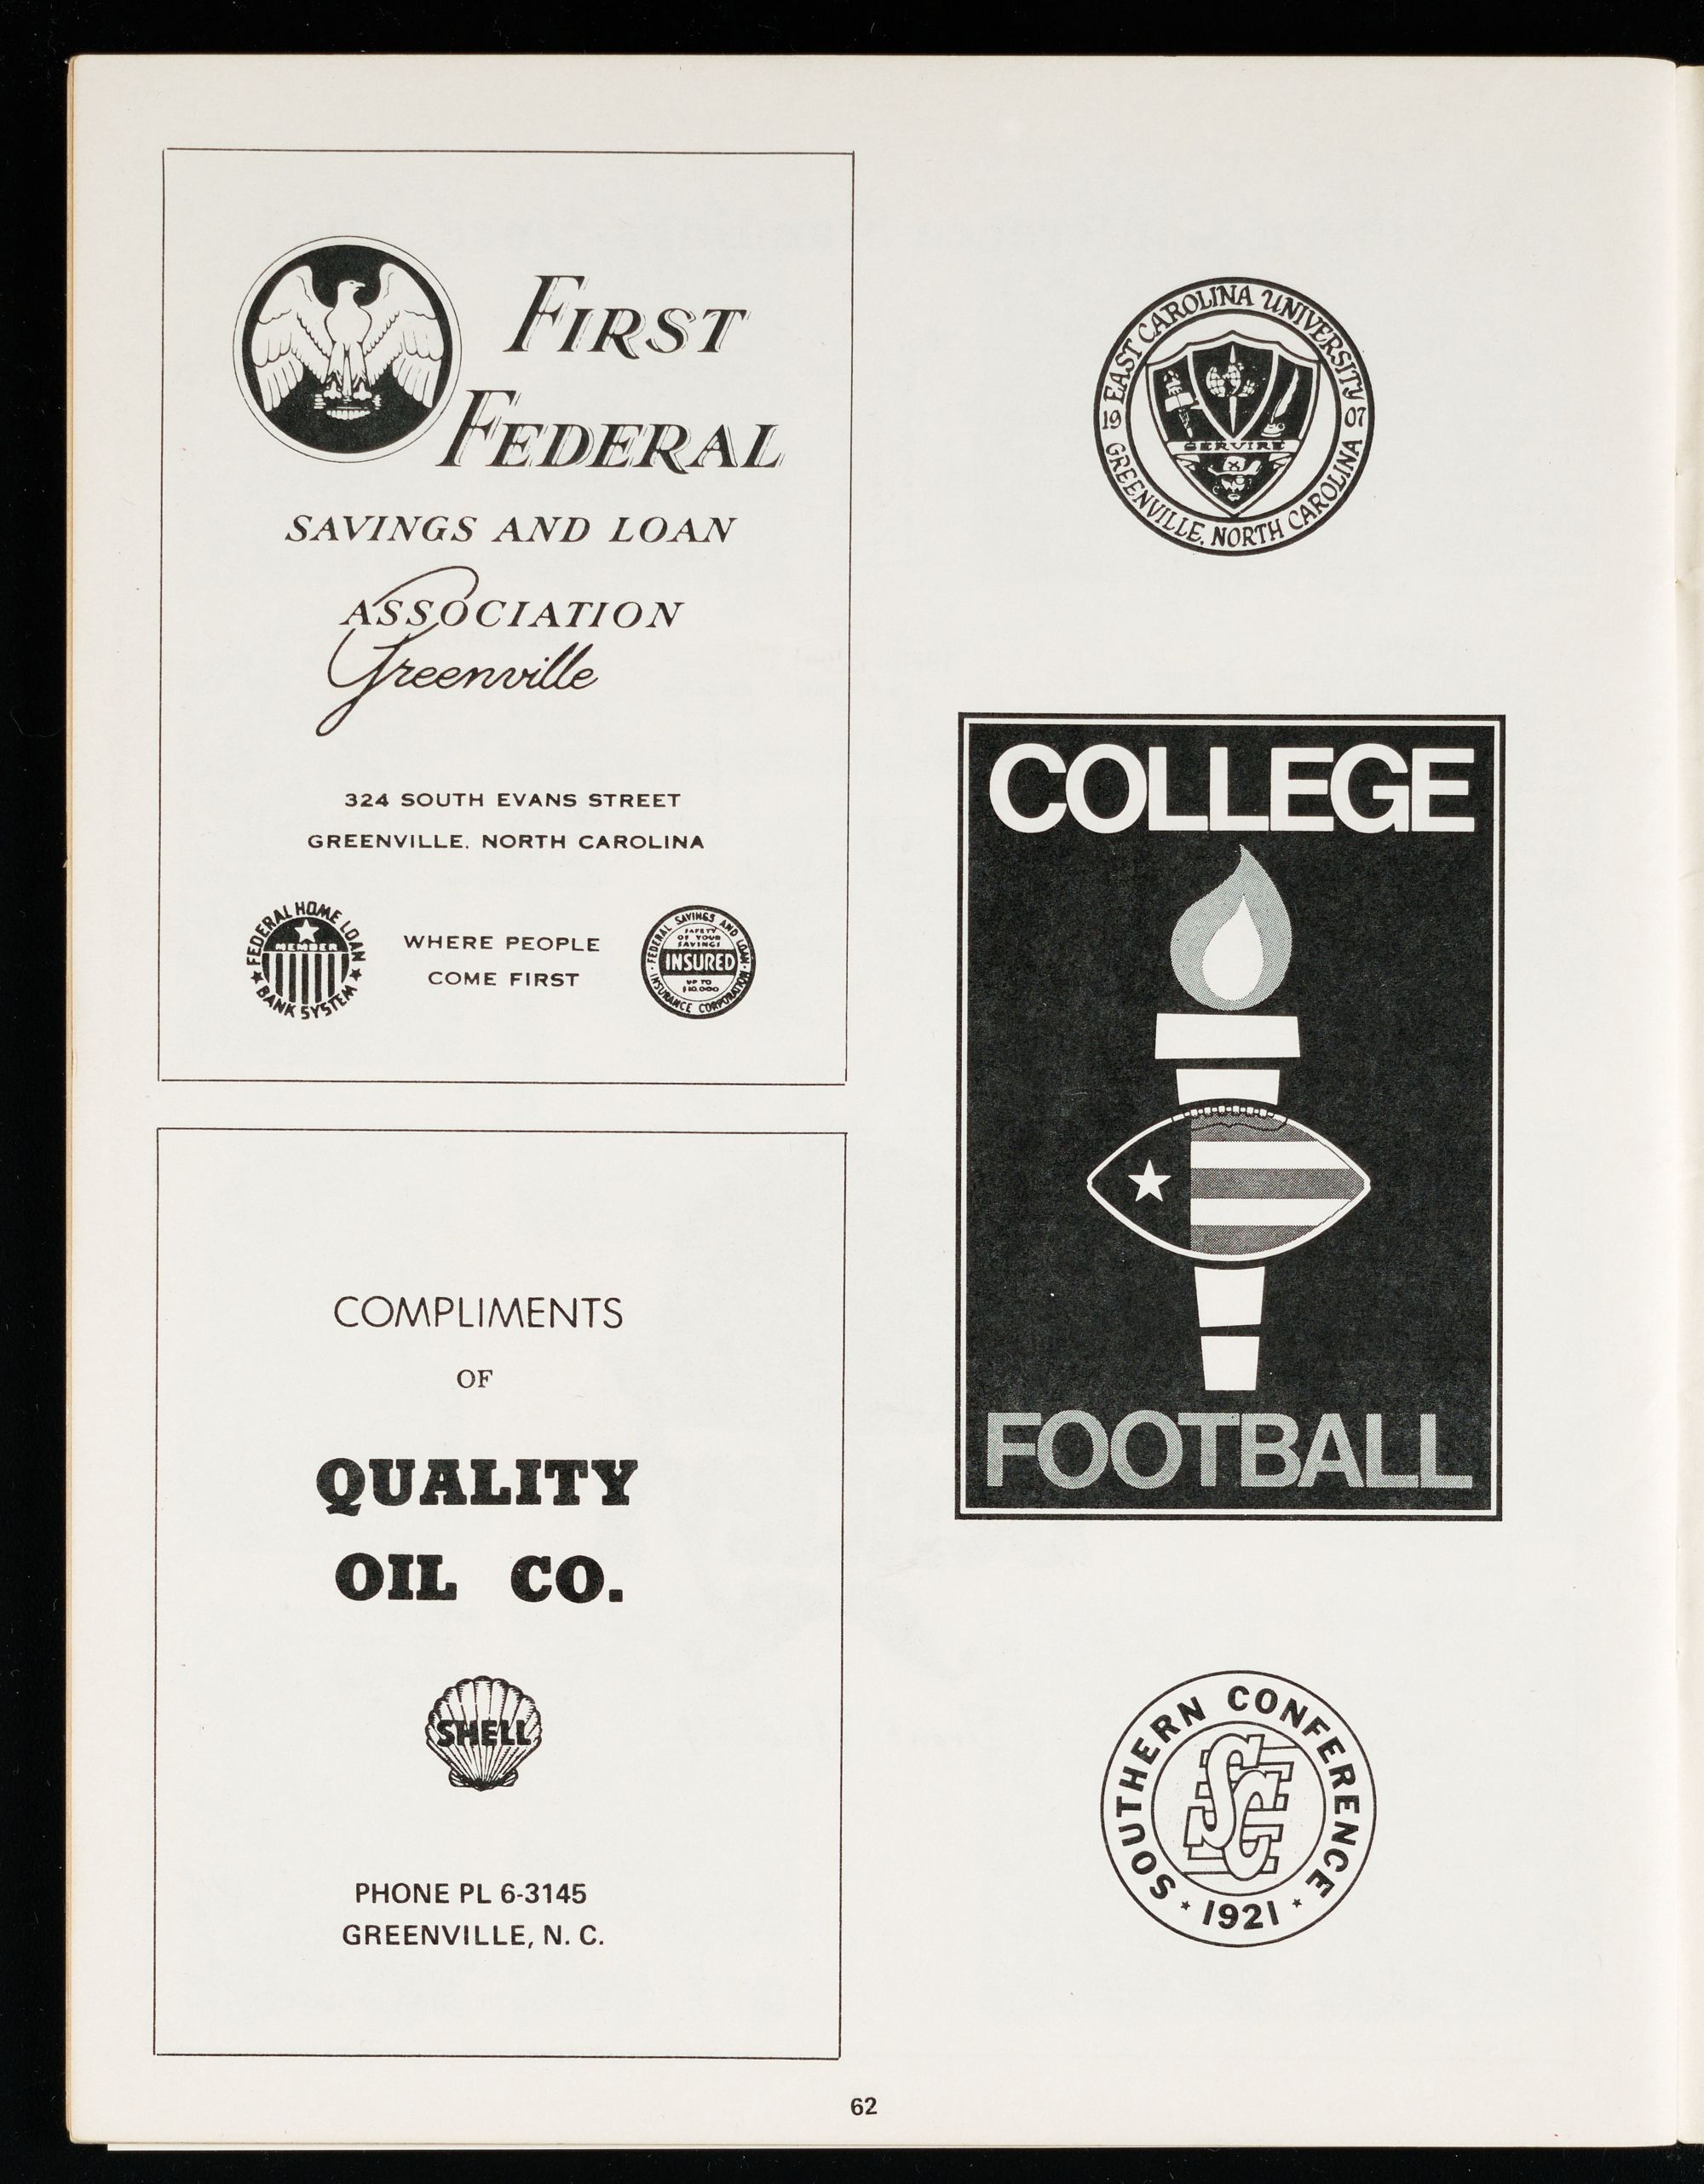 FIRST
FEDERAL
SAVINGS AND LOAN
ASSOCIATION
Greenville
324 SOUTH EVANS STREET
GREENVILLE, NORTH CAROLINA
FEDERAL HOME LOAN
MEMBER
BANK SYSTEM
WHERE PEOPLE
COME FIRST
FEDERAL SAVINGS AND LOAN
INSURANCE CORPORATION
SAFETY
OF YOUR
SAVINGS
INSURED
UP TO
$10,000
COMPLIMENTS
OF
QUALITY
OIL CO.
SHELL
PHONE PL 6-3145
GREENVILLE, N. C.
EAST CAROLINA UNIVERSITY
19 07
SERVIRE
GREENVILLE, NORTH CAROLINA
COLLEGE
FOOTBALL
SOUTHERN CONFERENCE
SC
1921
62